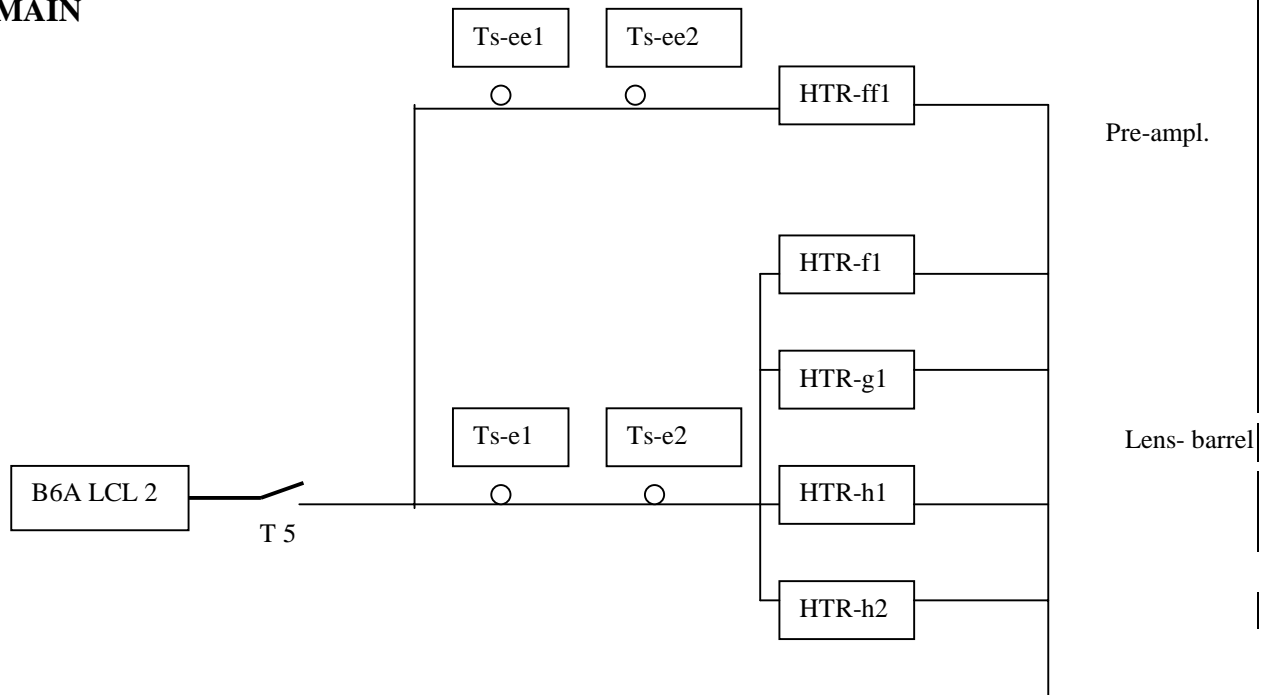 MAIN
Ts-ee1
Ts-ee2
HTR-ff1
Pre-ampl.
HTR-f1
HTR-g1
Ts-e1
Ts-e2
Lens- barrel
B6A LCL 2
HTR-h1
T 5
HTR-h2